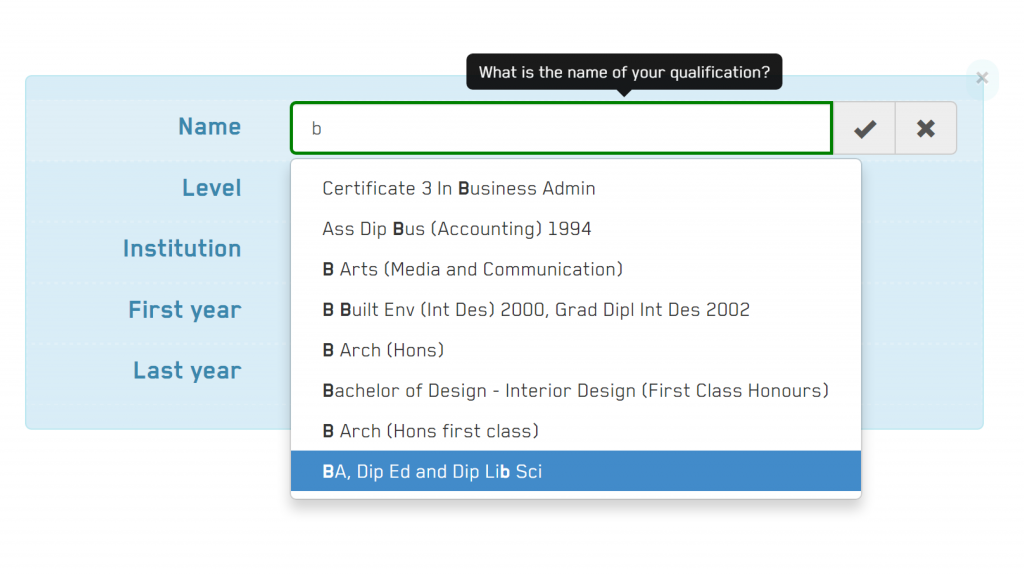 What is the name of your qualification?
Name
b
Level
Institution
First year
Last year
Certificate 3 In Business Admin
Ass Dip Bus (Accounting) 1994
B Arts (Media and Communication)
B Built Env (Int Des) 2000, Grad Dipl Int Des 2002
B Arch (Hons)
Bachelor of Design - Interior Design (First Class Honours)
B Arch (Hons first class)
BA, Dip Ed and Dip Lib Sci